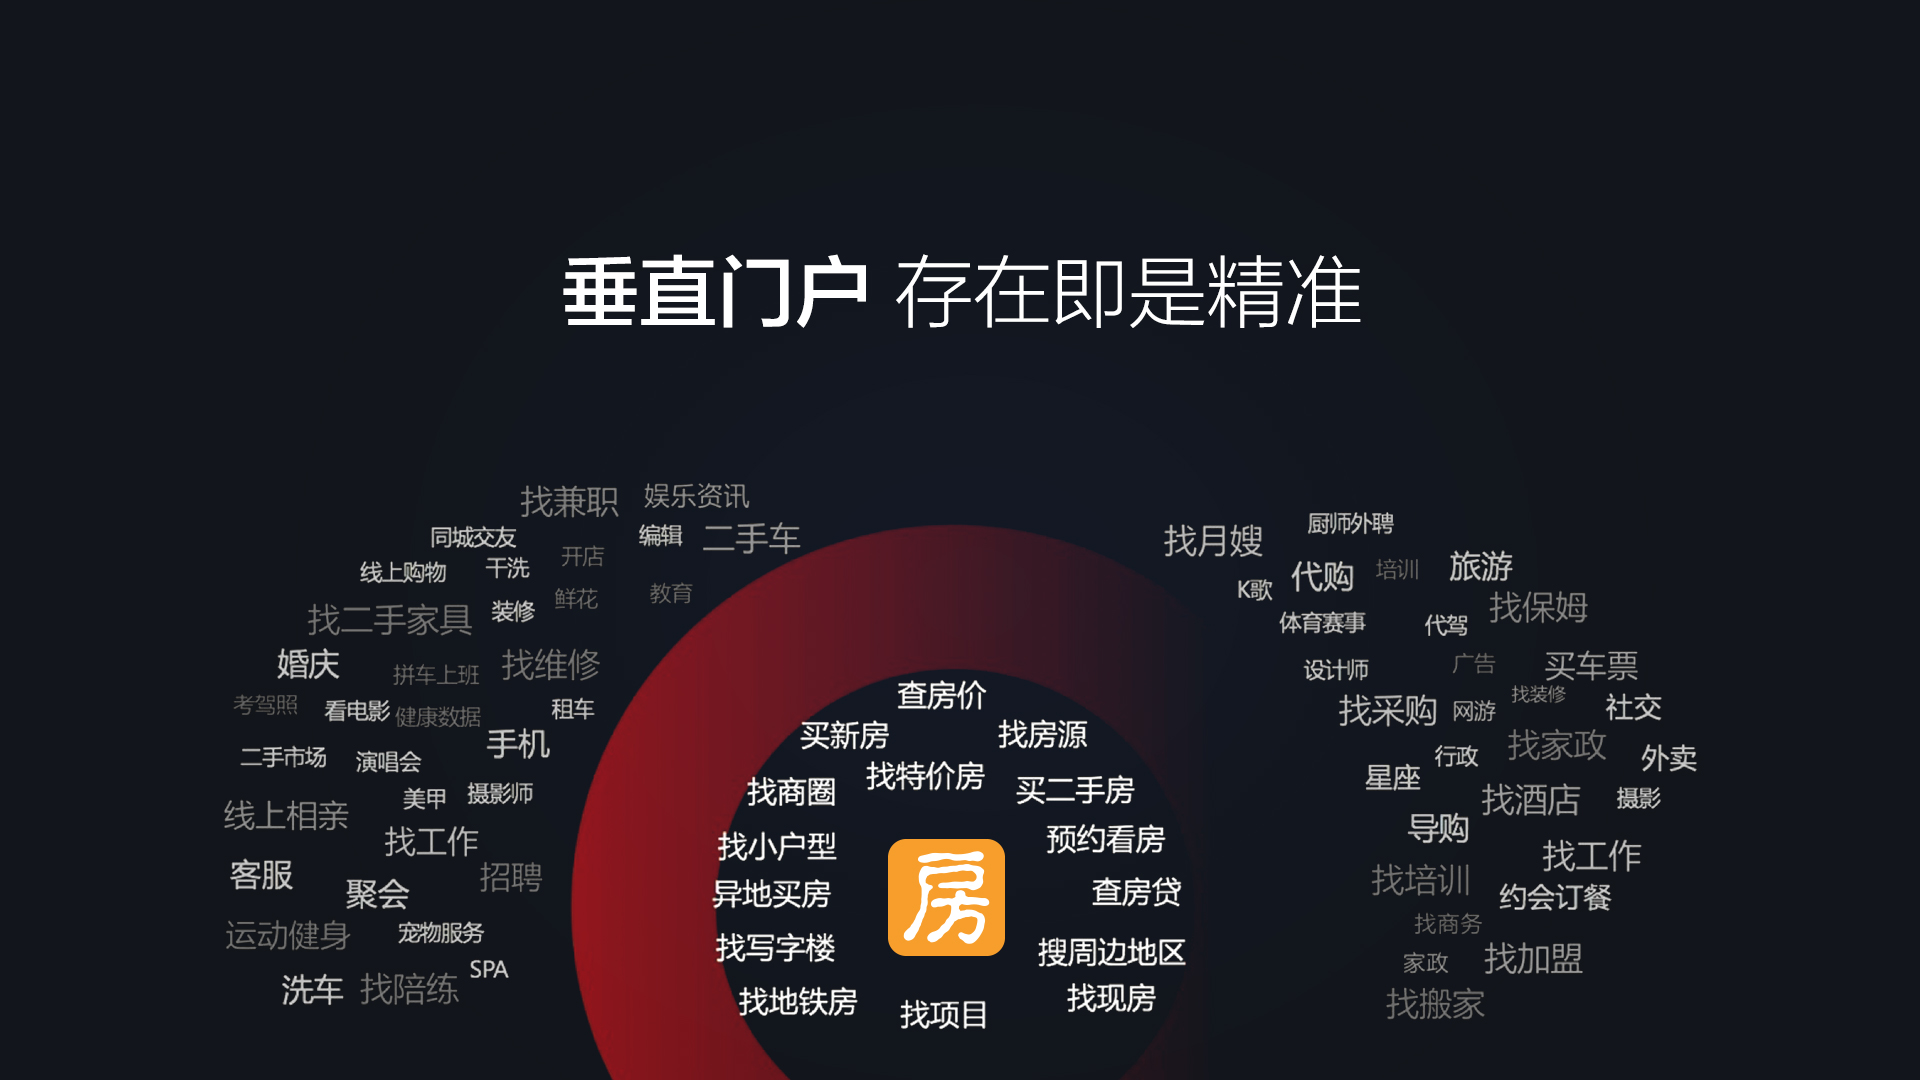 垂直门户 存在即是精准
找兼职
娱乐资讯
同城交友
编辑
二手车
线上购物
干洗
开店
鲜花
教育
找二手家具
装修
婚庆
拼车上班
找维修
考驾照
看电影
健康数据
租车
二手市场
演唱会
手机
美甲
摄影师
线上相亲
找工作
客服
聚会
招聘
运动健身
宠物服务
洗车
找陪练
SPA
查房价
买新房
找房源
找商圈
找特价房
买二手房
找小户型
预约看房
异地买房
房
查房贷
找写字楼
搜周边地区
找地铁房
找项目
找现房
找月嫂
厨师外聘
K歌
代购
培训
旅游
体育赛事
代驾
找保姆
设计师
广告
买车票
找采购
网游
找装修
社交
行政
找家政
外卖
星座
找酒店
摄影
导购
找工作
找培训
约会订餐
找商务
家政
找加盟
找搬家